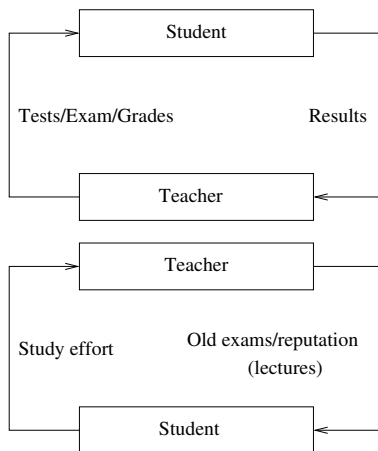 Student
Tests/Exam/Grades
Results
Teacher
Teacher
Study effort
Old exams/reputation
(lectures)
Student